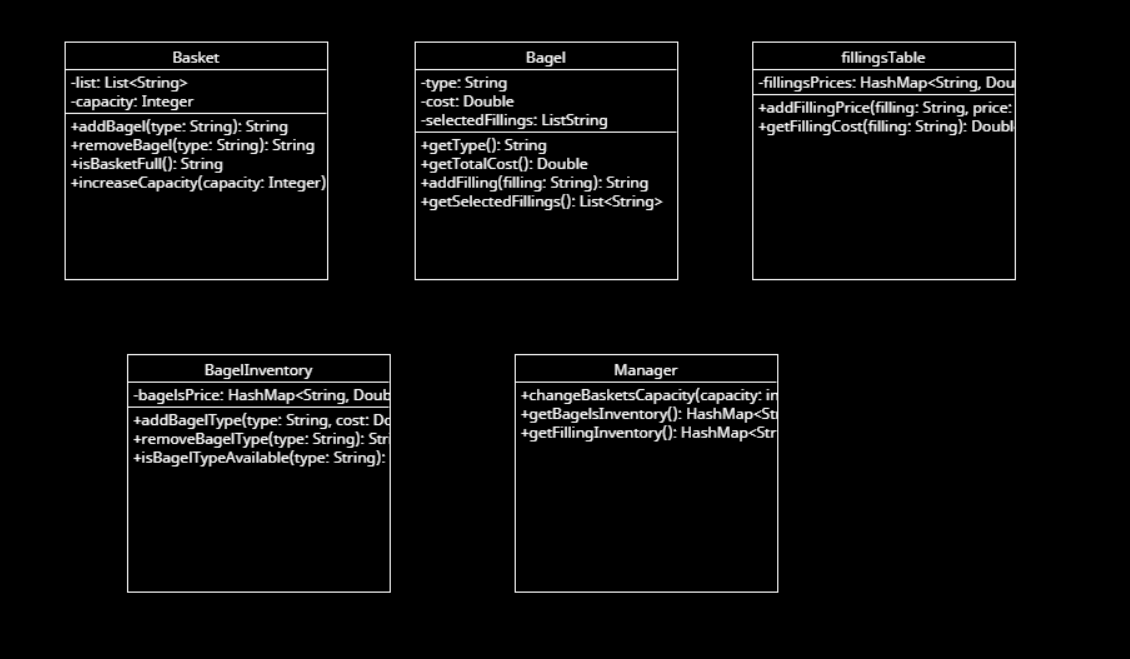 Basket
-list: List<String>
-capacity: Integer
+addBagel(type: String): String
+removeBagel(type: String): String
+isBasketFull(): String
+increaseCapacity(capacity: Integer)
Bagel
-type: String
-cost: Double
-selectedFillings: ListString
+getType(): String
+getTotalCost(): Double
+addFilling(filling: String): String
+getSelectedFillings(): List<String>
fillingsTable
-fillingsPrices: HashMap<String, Dou
+addFillingPrice(filling: String, price:
+getFillingCost(filling: String): Doubl
BagelInventory
-bagelsPrice: HashMap<String, Doub
+addBagelType(type: String, cost: Do
+removeBagelType(type: String): Stri
+isBagelTypeAvailable(type: String):
Manager
+changeBasketsCapacity(capacity: in
+getBagelsInventory(): HashMap<Str
+getFillingInventory(): HashMap<Str